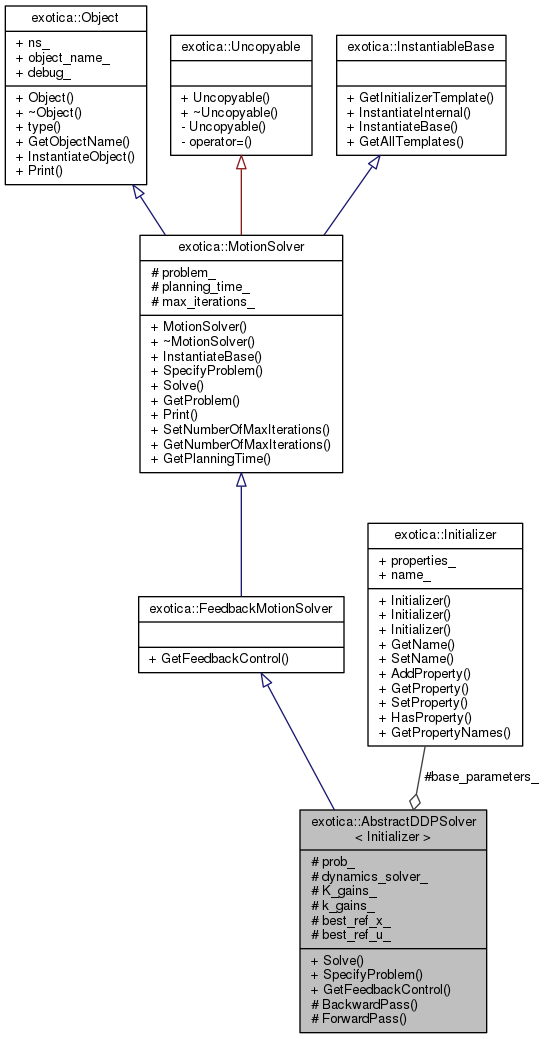 exotica::Object
+ ns_
+ object_name_
+ debug_
+ Object()
+ ~Object()
+ type()
+ GetObjectName()
+ InstantiateObject()
+ Print()
exotica::Uncopyable
+ Uncopyable()
+ ~Uncopyable()
- Uncopyable()
- operator=()
exotica::InstantiableBase
+ GetInitializerTemplate()
+ InstantiateInternal()
+ InstantiateBase()
+ GetAllTemplates()
exotica::MotionSolver
# problem_
# planning_time_
# max_iterations_
+ MotionSolver()
+ ~MotionSolver()
+ InstantiateBase()
+ SpecifyProblem()
+ Solve()
+ GetProblem()
+ Print()
+ SetNumberOfMaxIterations()
+ GetNumberOfMaxIterations()
+ GetPlanningTime()
exotica::FeedbackMotionSolver
+ GetFeedbackControl()
exotica::Initializer
+ properties_
+ name_
+ Initializer()
+ Initializer()
+ Initializer()
+ GetName()
+ SetName()
+ AddProperty()
+ GetProperty()
+ SetProperty()
+ HasProperty()
+ GetPropertyNames()
#base_parameters_
exotica::AbstractDDPSolver
< Initializer >
# prob_
# dynamics_solver_
# K_gains_
# k_gains_
# best_ref_x_
# best_ref_u_
+ Solve()
+ SpecifyProblem()
+ GetFeedbackControl()
# BackwardPass()
# ForwardPass()